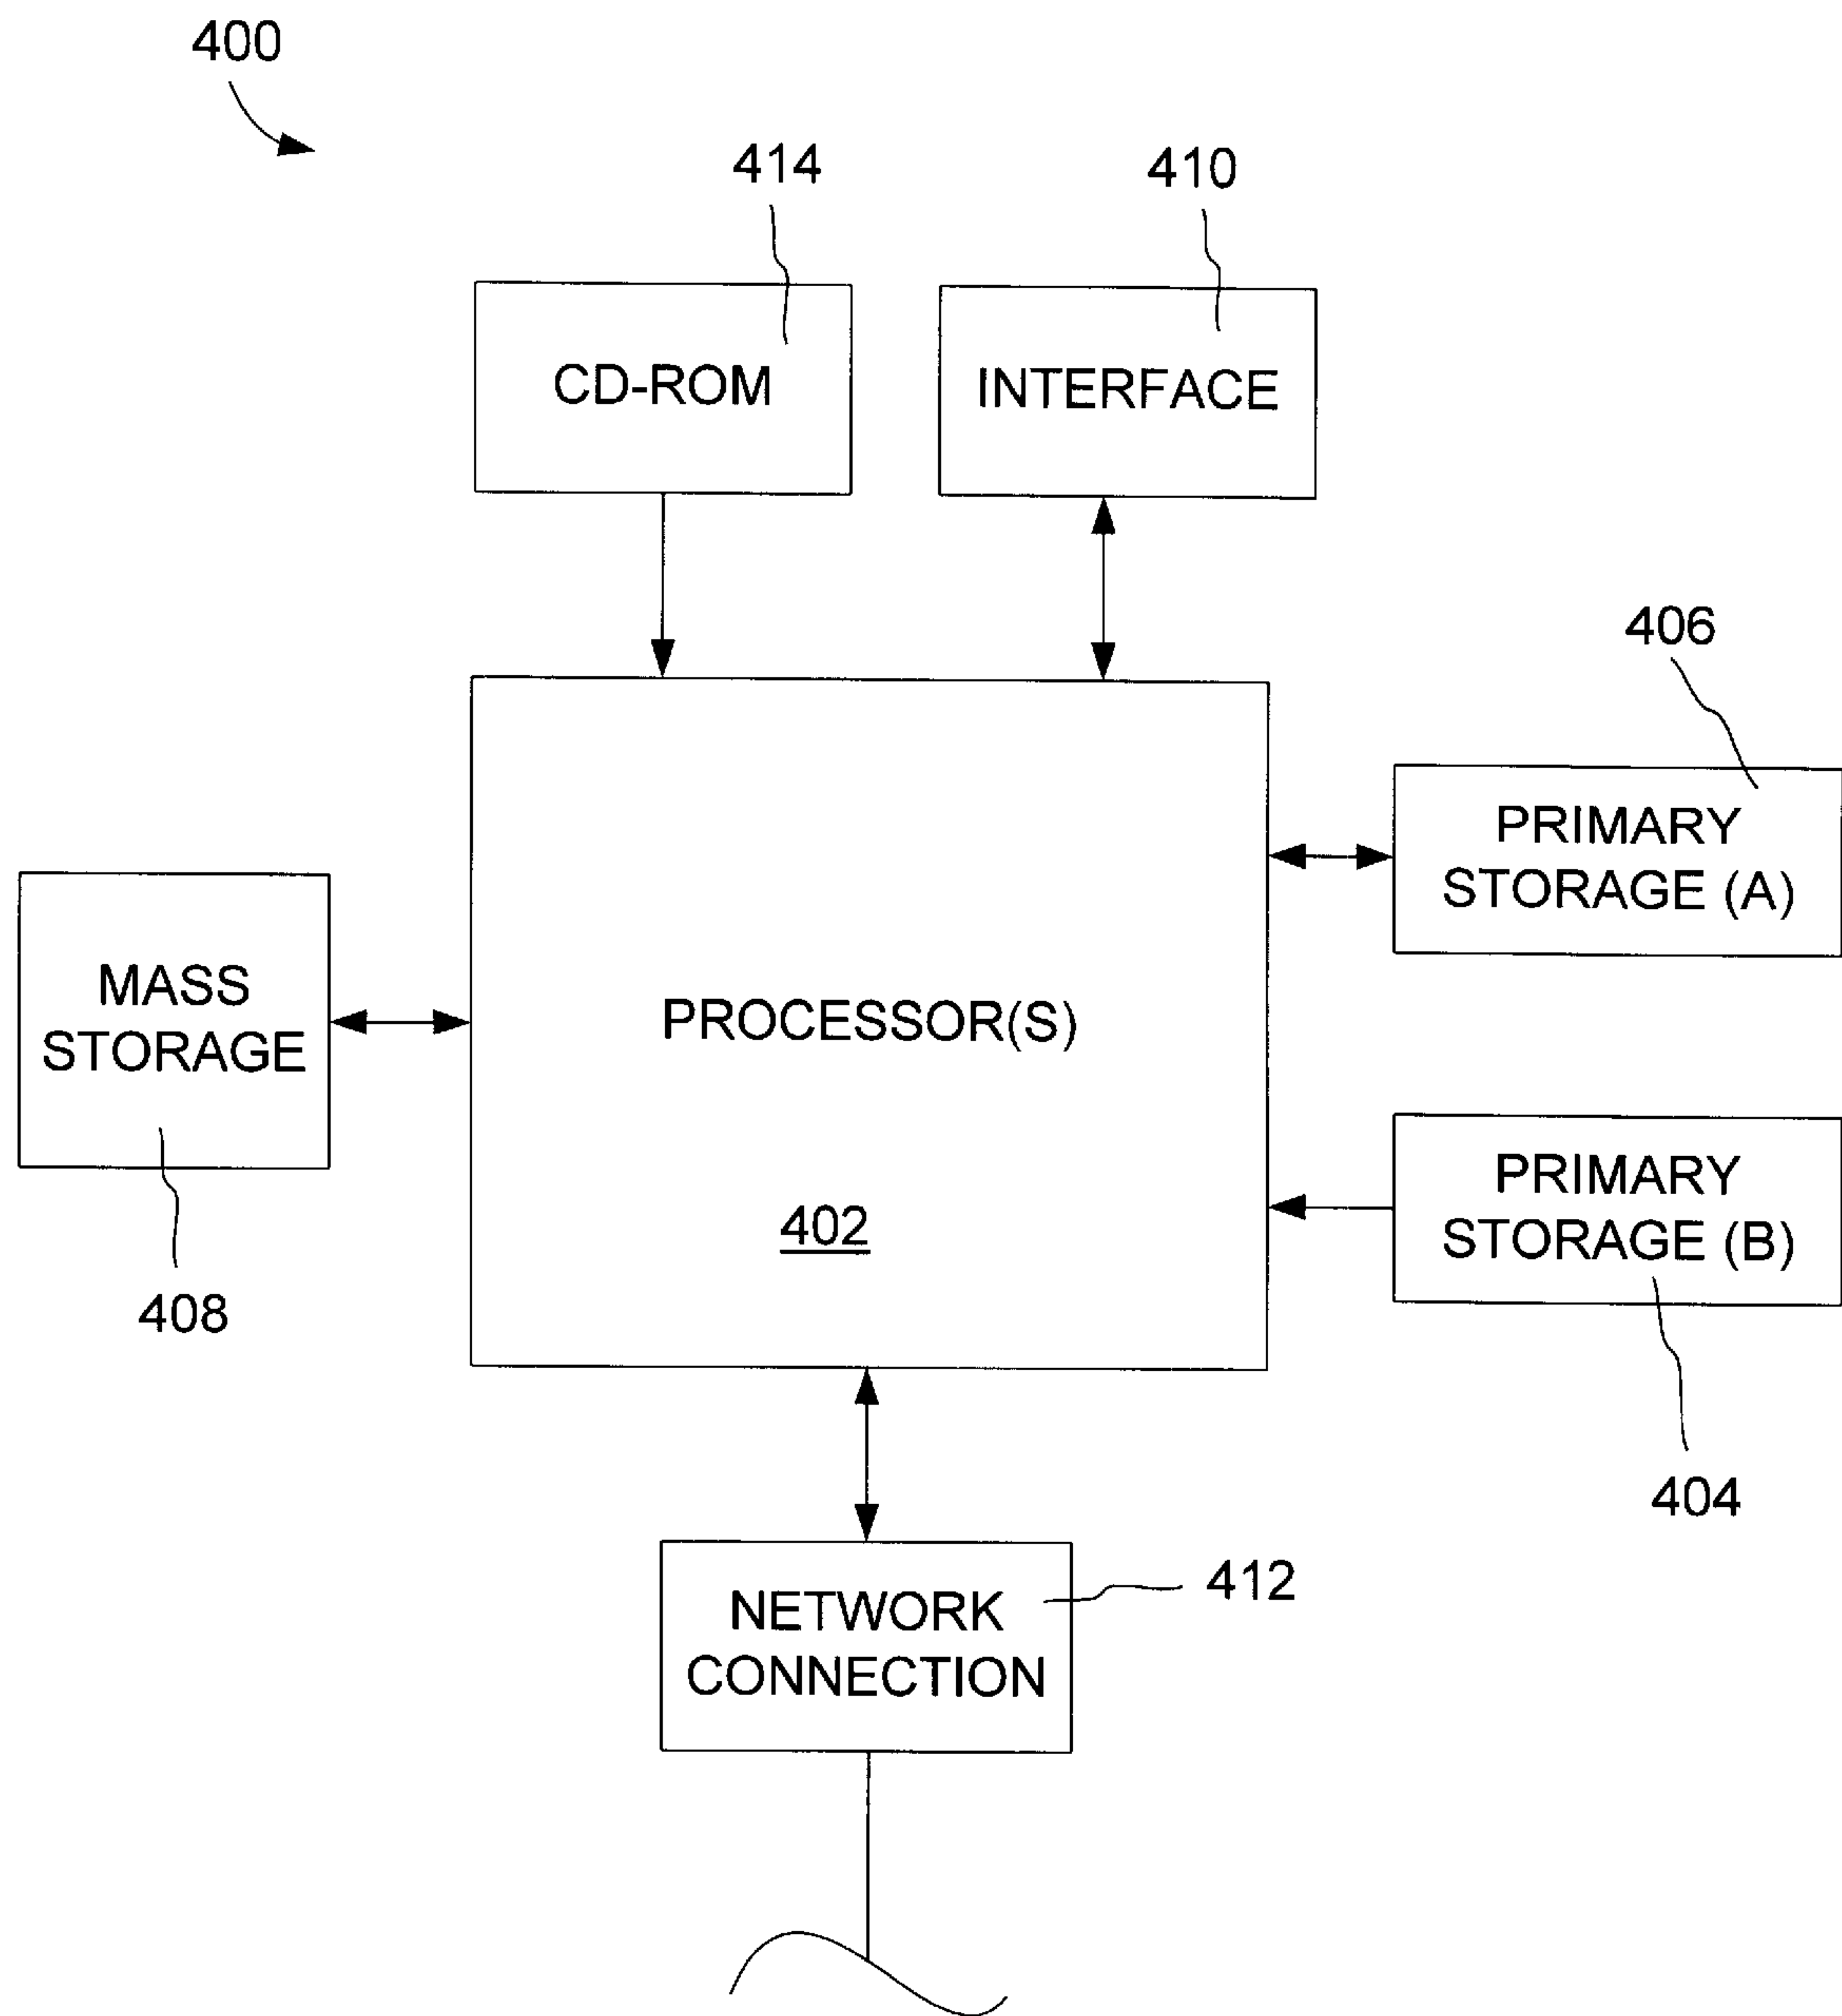 400
414
410
CD-ROM
INTERFACE
406
PRIMARY
STORAGE (A)
MASS
STORAGE
PROCESSOR(S)
PRIMARY
STORAGE (B)
402
408
404
412
NETWORK
CONNECTION